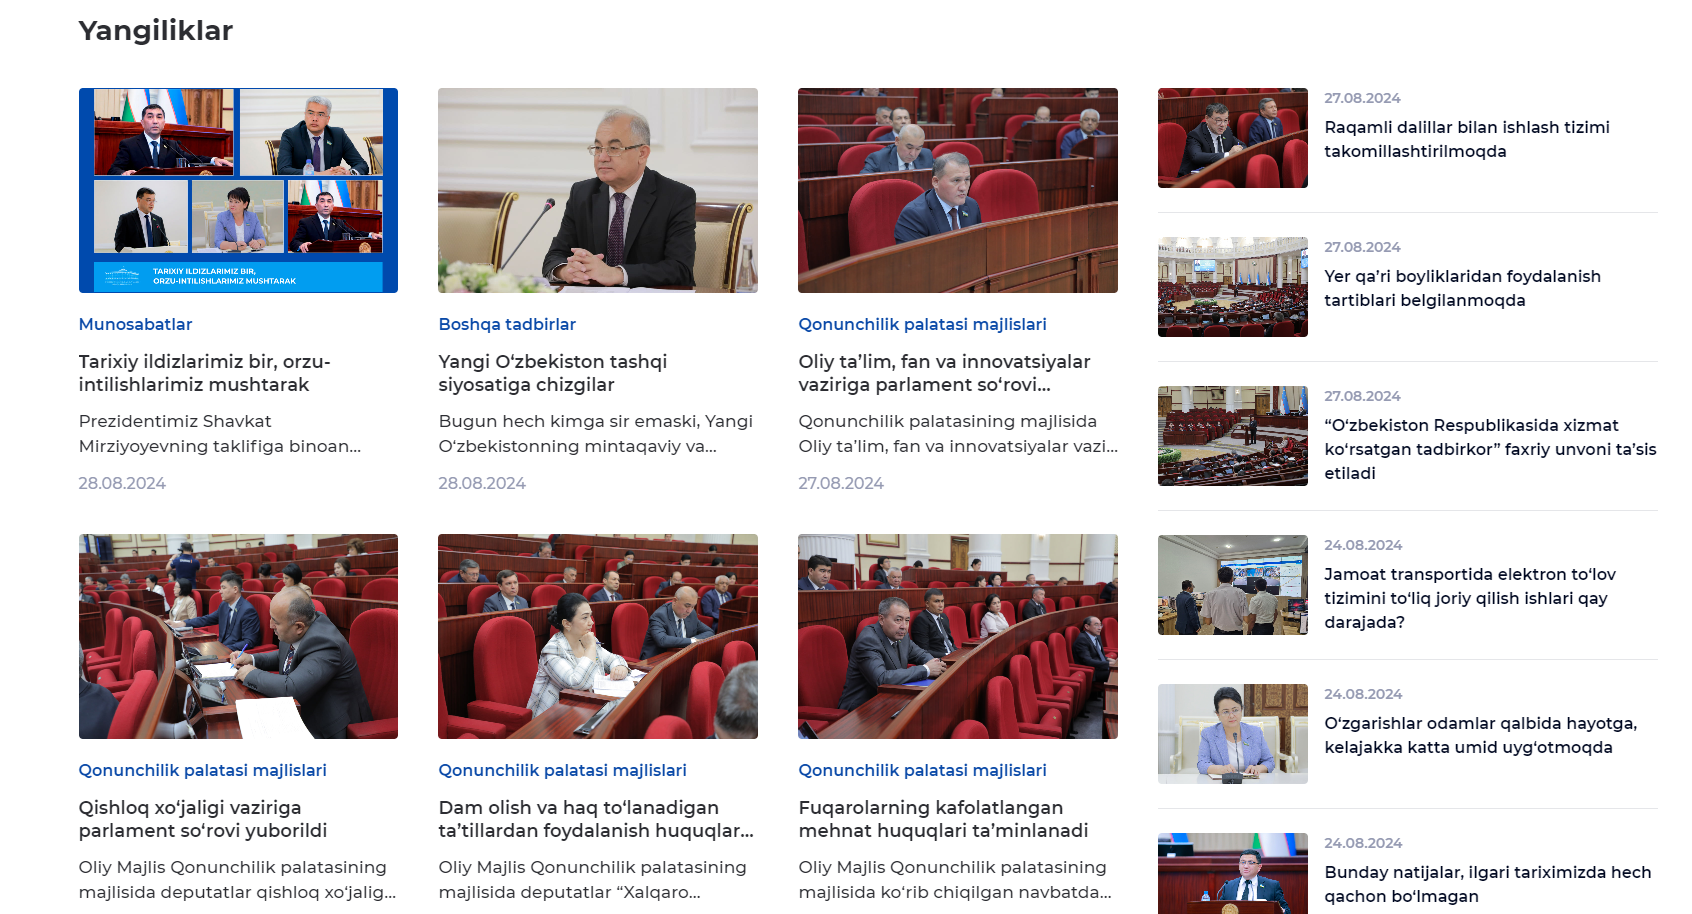 Yangiliklar
TARIXIY ILDIZLARIMIZ BIR,
ORZU-INTILISHLARIMIZ MUSHTARAK
Munosabatlar
Tarixiy ildizlarimiz bir, orzu-
intilishlarimiz mushtarak
Prezidentimiz Shavkat
Mirziyoyevning taklifiga binoan...
28.08.2024
Boshqa tadbirlar
Yangi O‘zbekiston tashqi
siyosatiga chizgilar
Bugun hech kimga sir emaski, Yangi
O‘zbekistonning mintaqaviy va...
28.08.2024
Qonunchilik palatasi majlislari
Oliy ta’lim, fan va innovatsiyalar
vaziriga parlament so‘rovi...
Qonunchilik palatasining majlisida
Oliy ta’lim, fan va innovatsiyalar vazi...
27.08.2024
Qonunchilik palatasi majlislari
Qishloq xo‘jaligi vaziriga
parlament so‘rovi yuborildi
Oliy Majlis Qonunchilik palatasining
majlisida deputatlar qishloq xo‘jalig...
Qonunchilik palatasi majlislari
Dam olish va haq to‘lanadigan
ta’tillardan foydalanish huquqlar...
Oliy Majlis Qonunchilik palatasining
majlisida deputatlar “Xalqaro...
Qonunchilik palatasi majlislari
Fuqarolarning kafolatlangan
mehnat huquqlari ta’minlanadi
Oliy Majlis Qonunchilik palatasining
majlisida ko‘rib chiqilgan navbatda...
27.08.2024
Raqamli dalillar bilan ishlash tizimi
takomillashtirilmoqda
27.08.2024
Yer qa’ri boyliklaridan foydalanish
tartiblari belgilanmoqda
27.08.2024
“O‘zbekiston Respublikasida xizmat
ko‘rsatgan tadbirkor” faxriy unvoni ta’sis
etiladi
24.08.2024
Jamoat transportida elektron to‘lov
tizimini to‘liq joriy qilish ishlari qay
darajada?
24.08.2024
O‘zgarishlar odamlar qalbida hayotga,
kelajakka katta umid uyg‘otmoqda
24.08.2024
Bunday natijalar, ilgari tariximizda hech
qachon bo‘lmagan